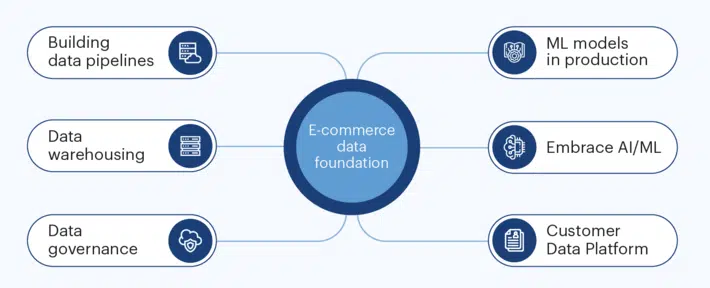 Building
data pipelines
Data
warehousing
Data
governance
E-commerce
data
foundation
ML models
in production
Embrace AI/ML
Customer
Data Platform